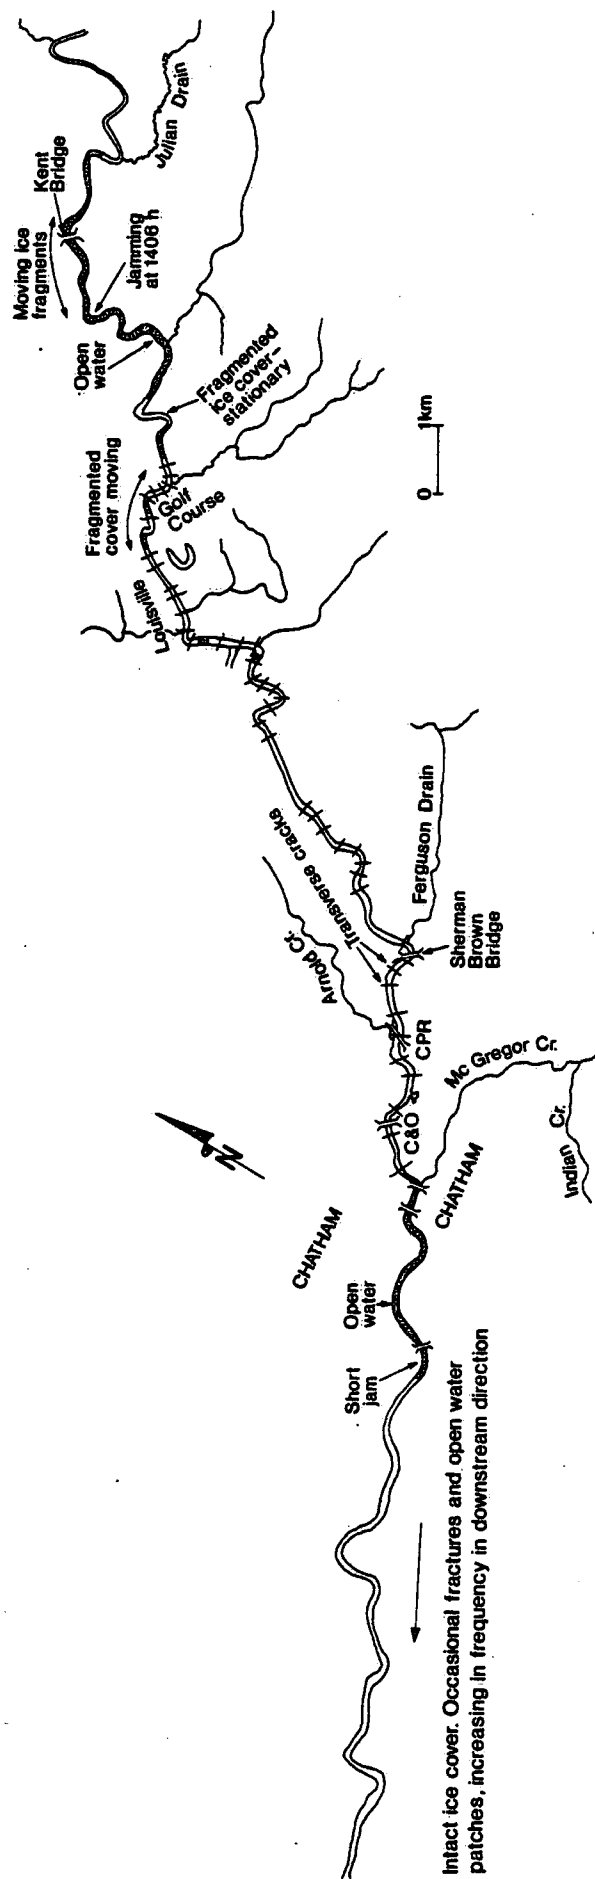 Kent
Bridge
Moving ice
fragments
Jamming
at 1406 h
Julian Drain
Open
water
Fragmented
ice cover–
stationary
Fragmented
cover moving
Golf
Course
Louisville
0 1km
Transverse cracks
Ferguson Drain
Sherman
Brown
Bridge
Arnold Cr.
CPR
C&O
Mc Gregor Cr.
Indian Cr.
N
CHATHAM
CHATHAM
Open
water
Short
jam
Intact ice cover. Occasional fractures and open water
patches, increasing in frequency in downstream direction